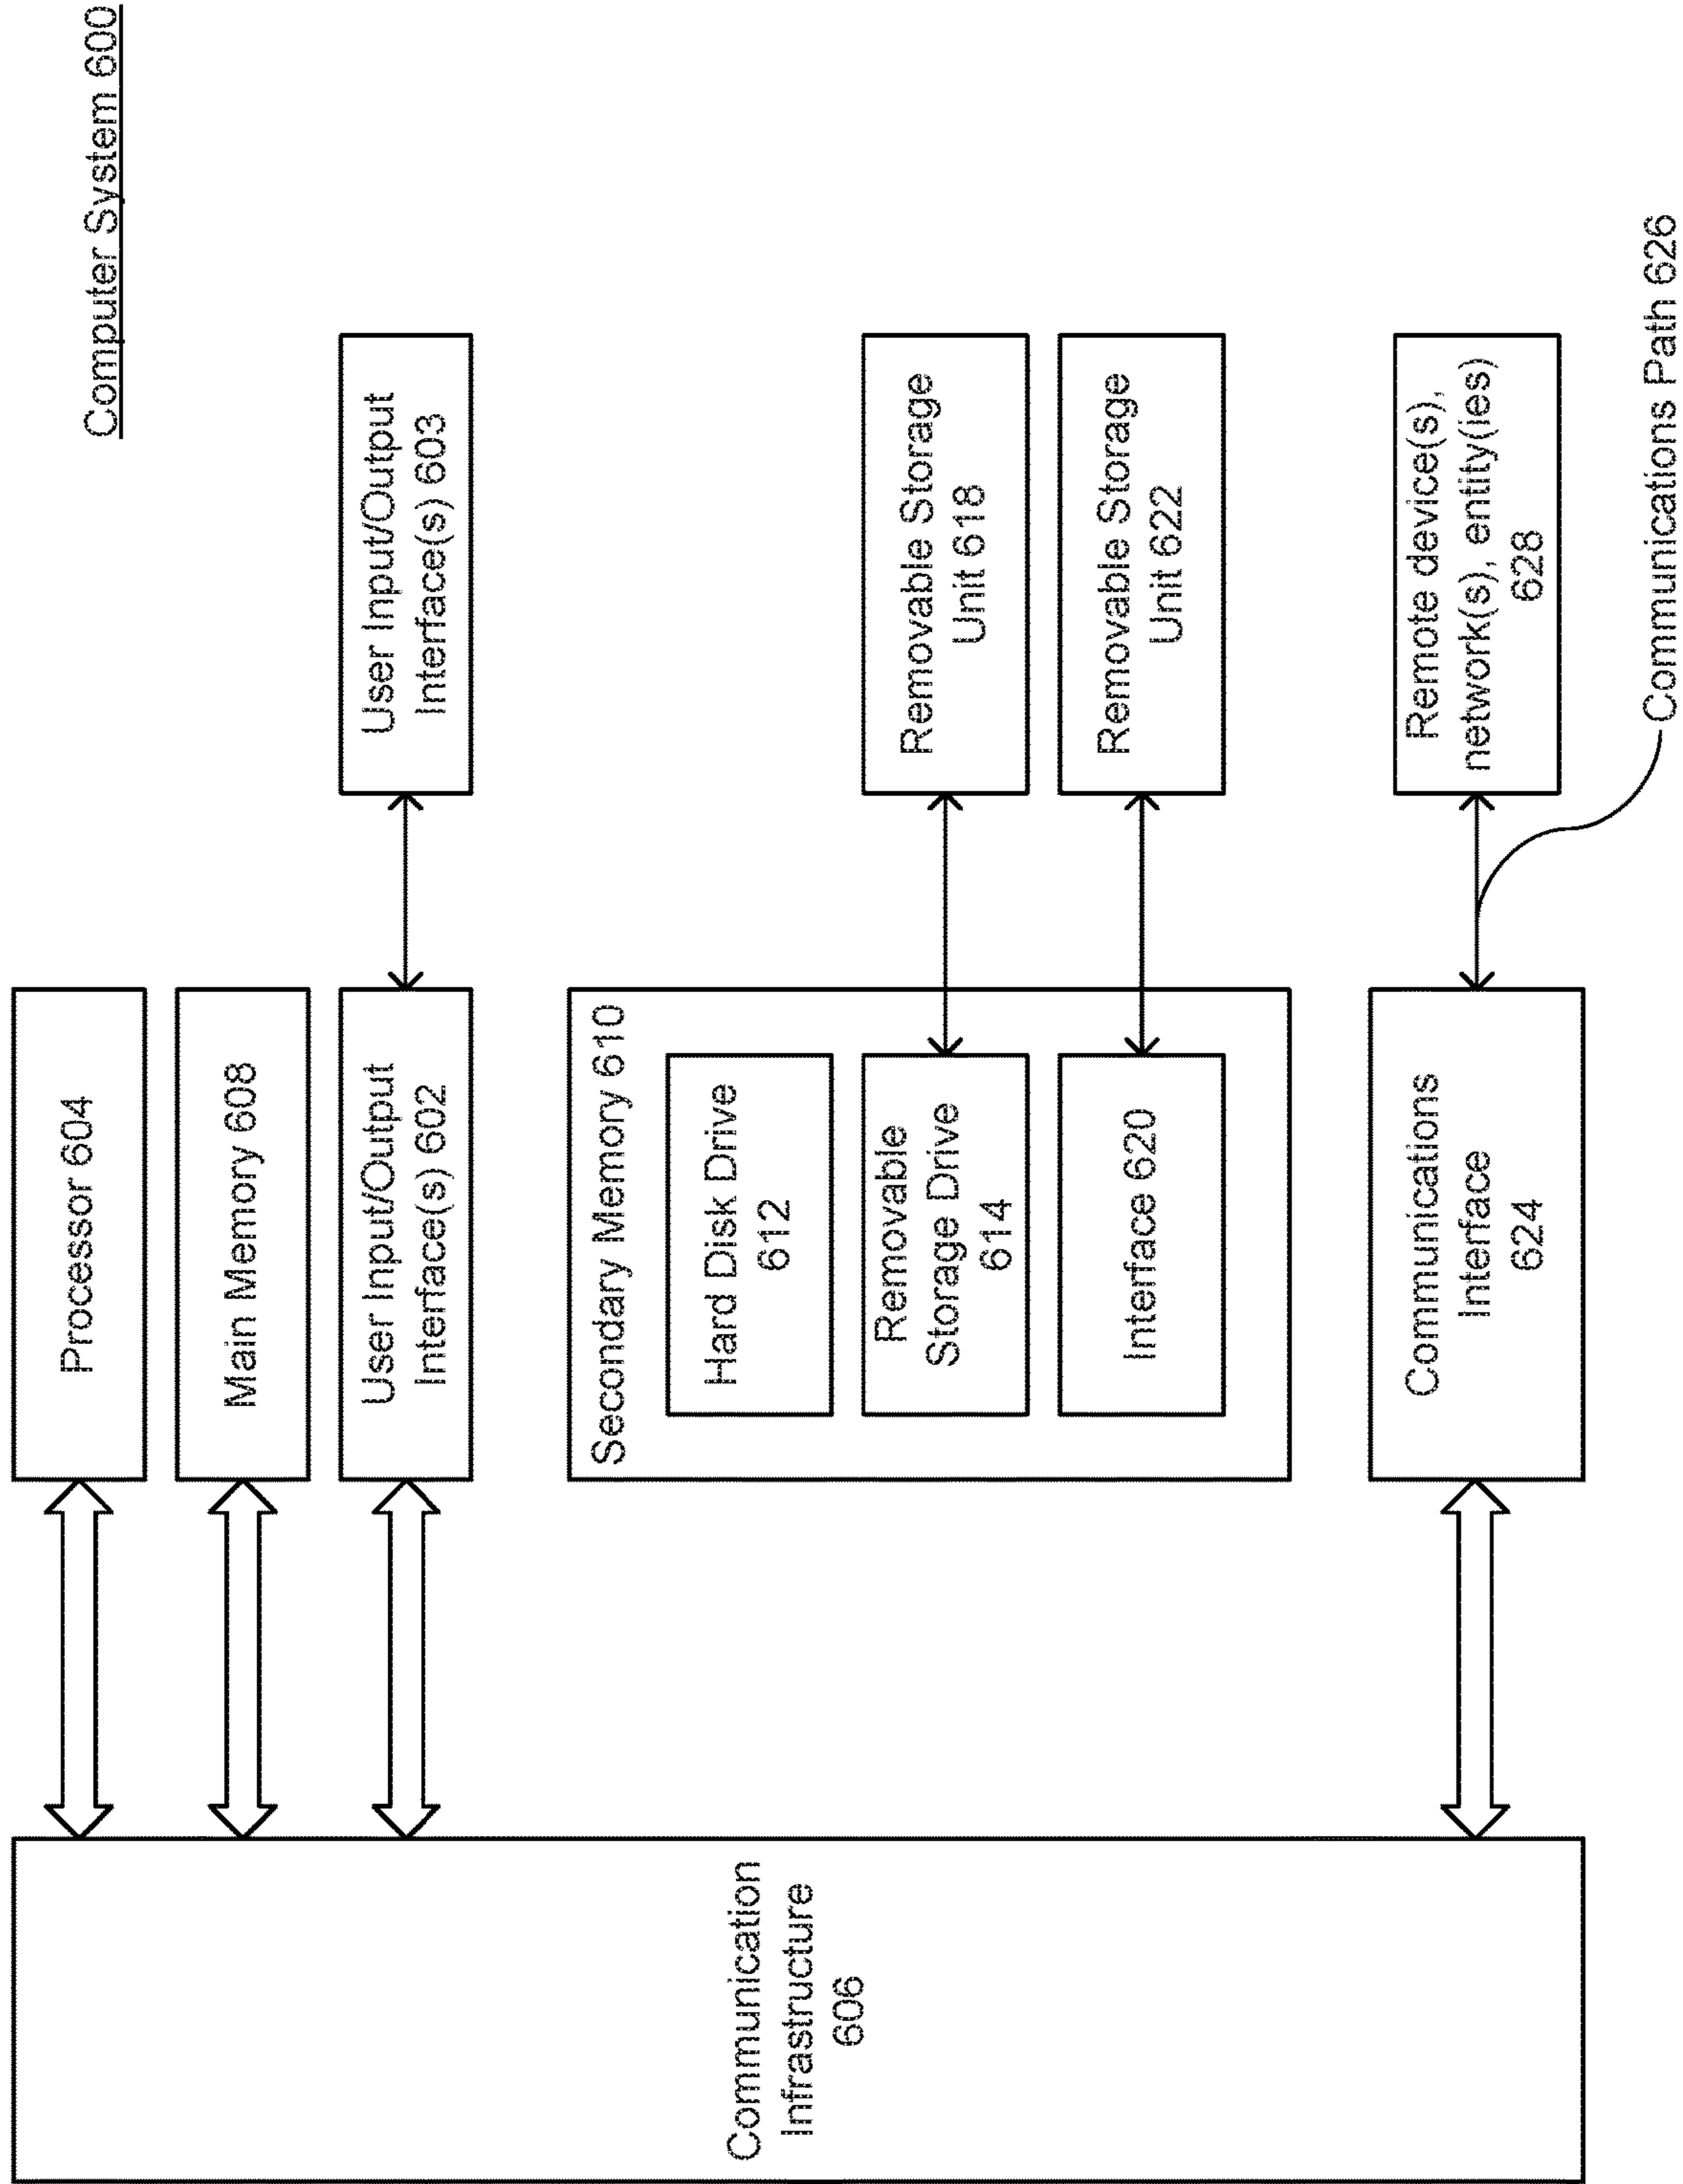 Computer System 600
Processor 604
Main Memory 608
User Input/Output
Interface(s) 602
User Input/Output
Interface(s) 603
Communication
Infrastructure
606
Secondary Memory 610
Hard Disk Drive
612
Removable
Storage Drive
614
Removable Storage
Unit 618
Interface 620
Removable Storage
Unit 622
Communications
Interface
624
Remote device(s),
network(s), entity(ies)
628
Communications Path 626